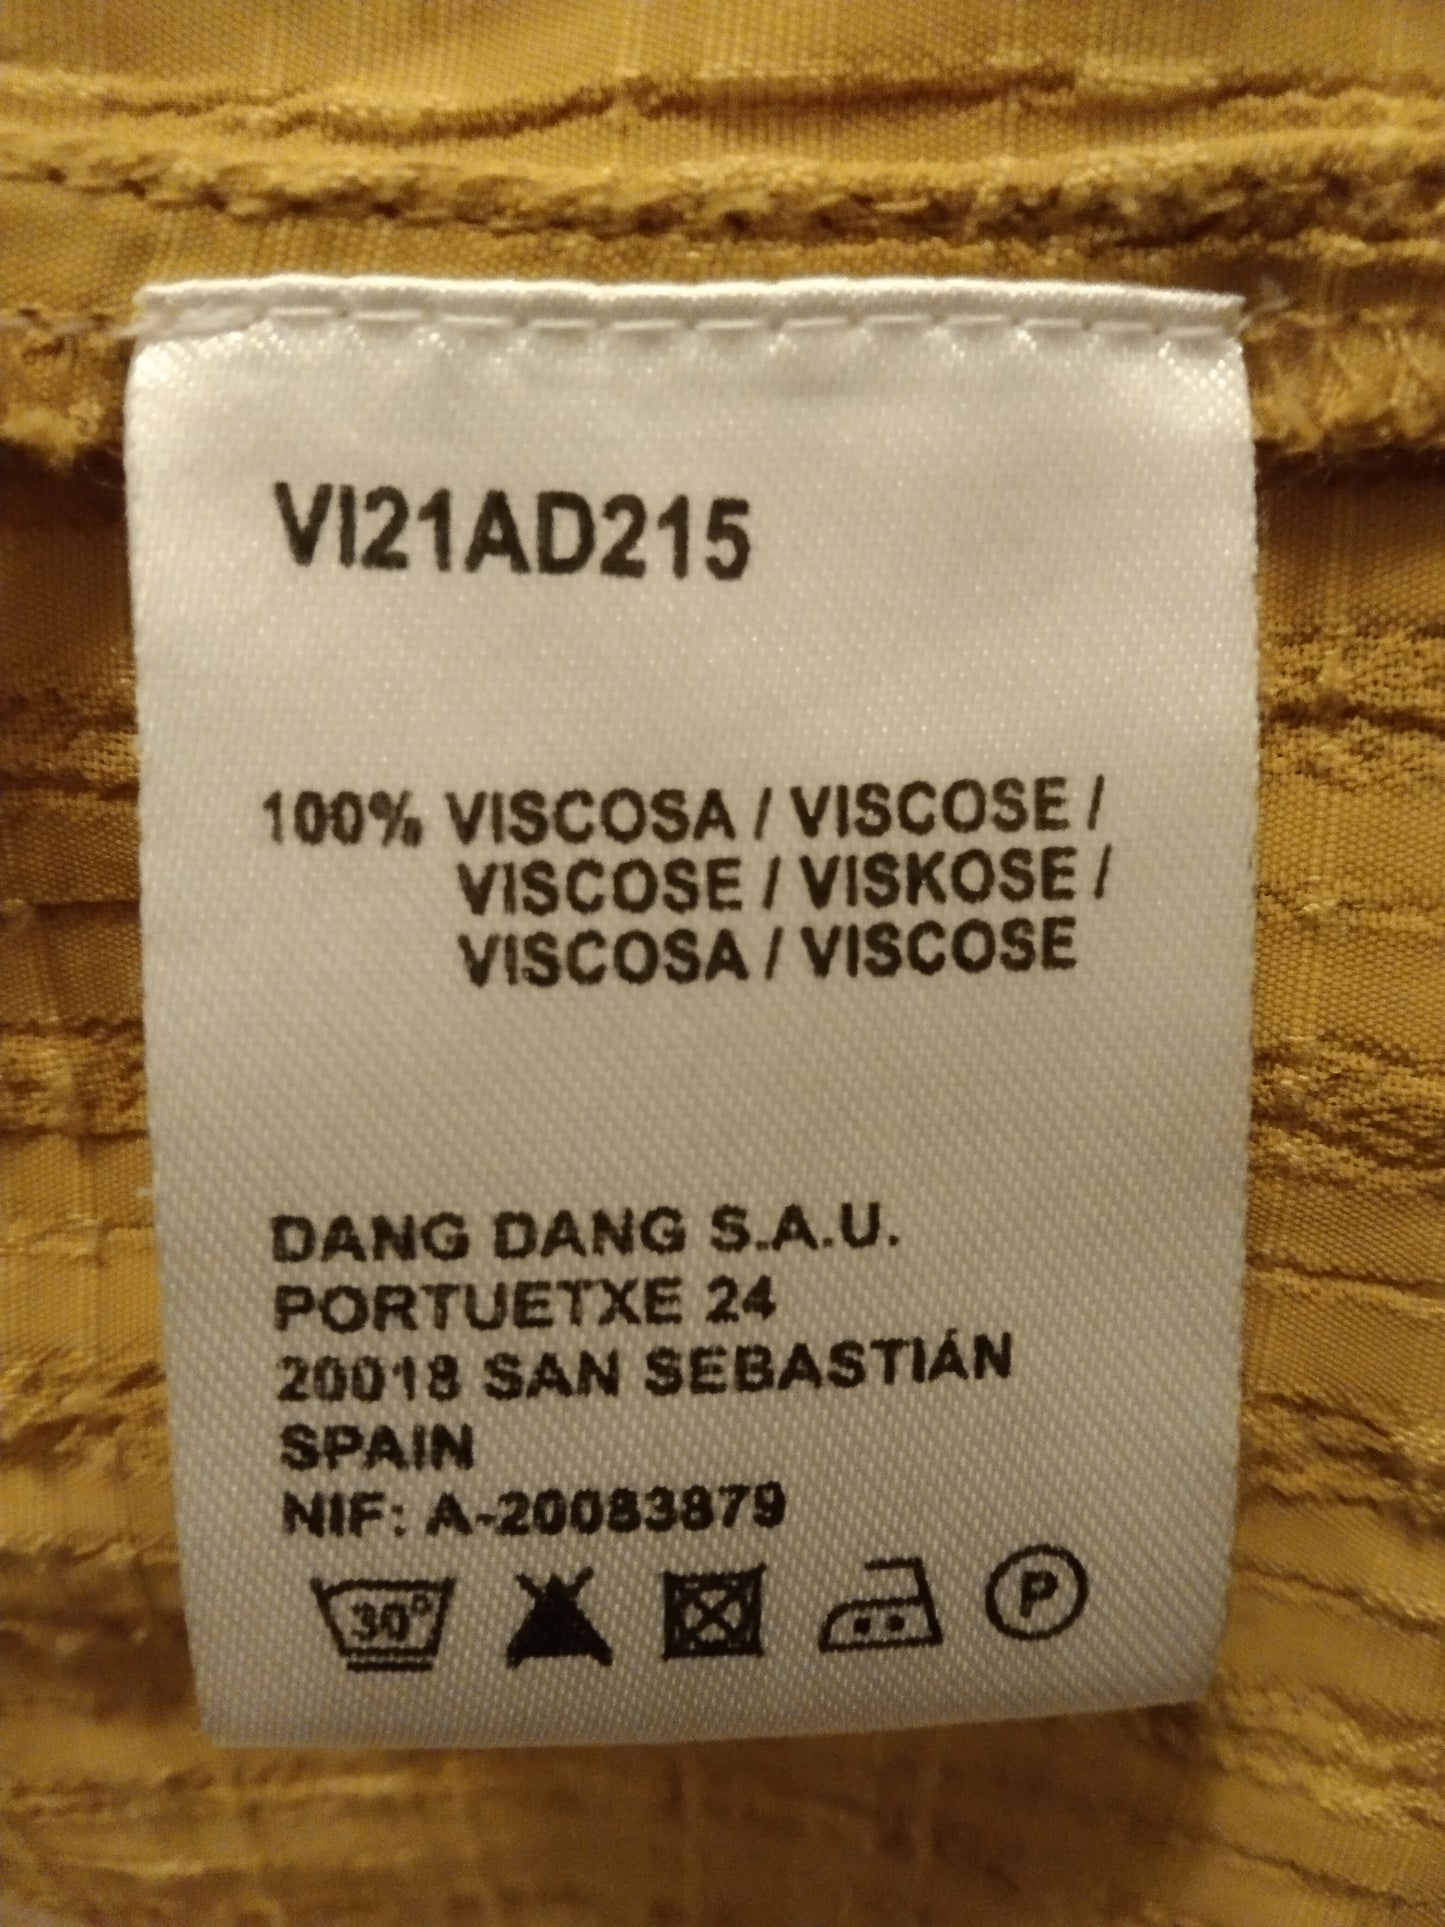 VI21AD215
100% VISCOSA / VISCOSE /
VISCOSE / VISKOSE /
VISCOSA / VISCOSE
DANG DANG S.A.U.
PORTUETXE 24
20018 SAN SEBASTIÁN
SPAIN
NIF: A-20083879
30° P